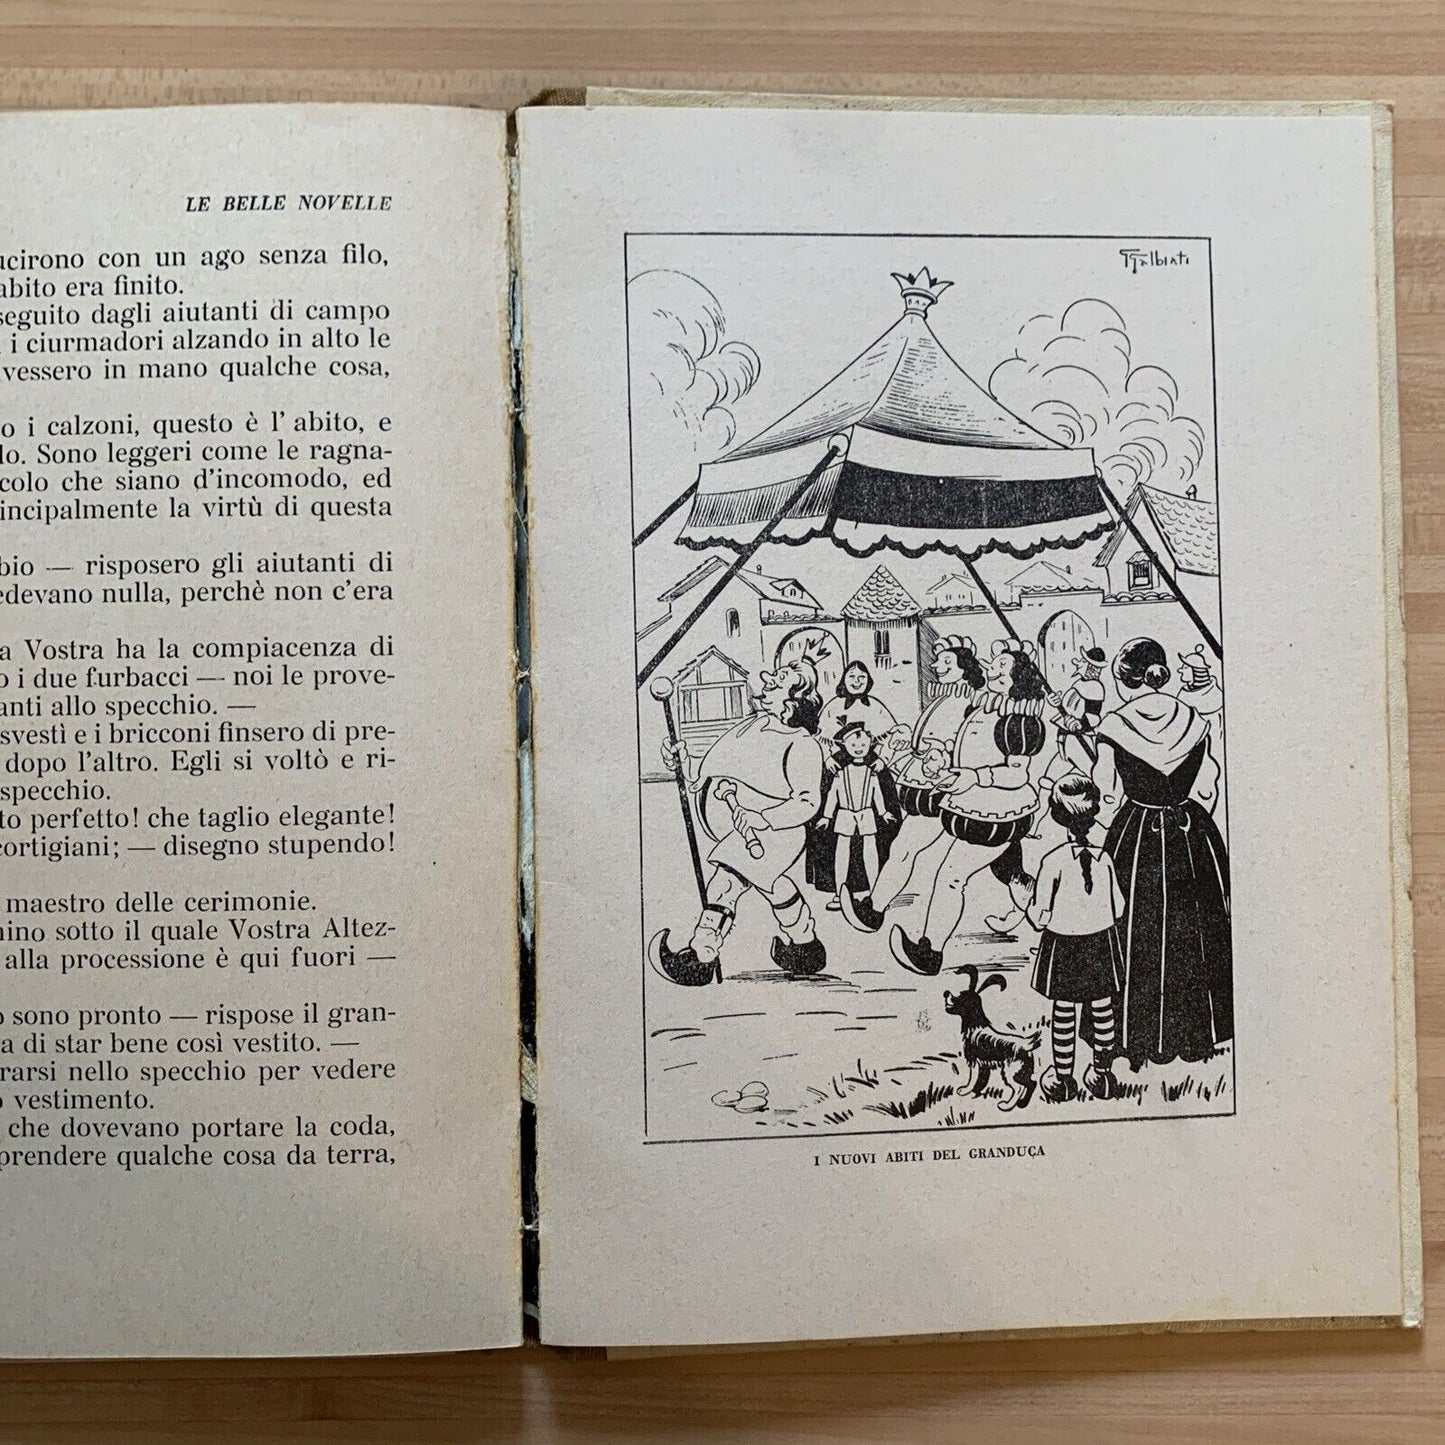 LE BELLE NOVELLE
ucirono con un ago senza filo,
abito era finito.
seguito dagli aiutanti di campo
i ciurmadori alzando in alto le
vessero in mano qualche cosa,
o i calzoni, questo è l'abito, e
lo. Sono leggeri come le ragna-
colo che siano d'incomodo, ed
incipalmente la virtù di questa
bio — risposero gli aiutanti di
edevano nulla, perchè non c'era
a Vostra ha la compiacenza di
o i due furbacci — noi le prove-
anti allo specchio. —
svestì e i bricconi finsero di pre-
dopo l'altro. Egli si voltò e ri-
specchio.
to perfetto! che taglio elegante!
cortigiani; — disegno stupendo!
maestro delle cerimonie.
hino sotto il quale Vostra Altez-
alla processione è qui fuori —
o sono pronto — rispose il gran-
a di star bene così vestito. —
rarsi nello specchio per vedere
o vestimento.
che dovevano portare la coda,
prendere qualche cosa da terra,
GGalbiati
I NUOVI ABITI DEL GRANDUCA